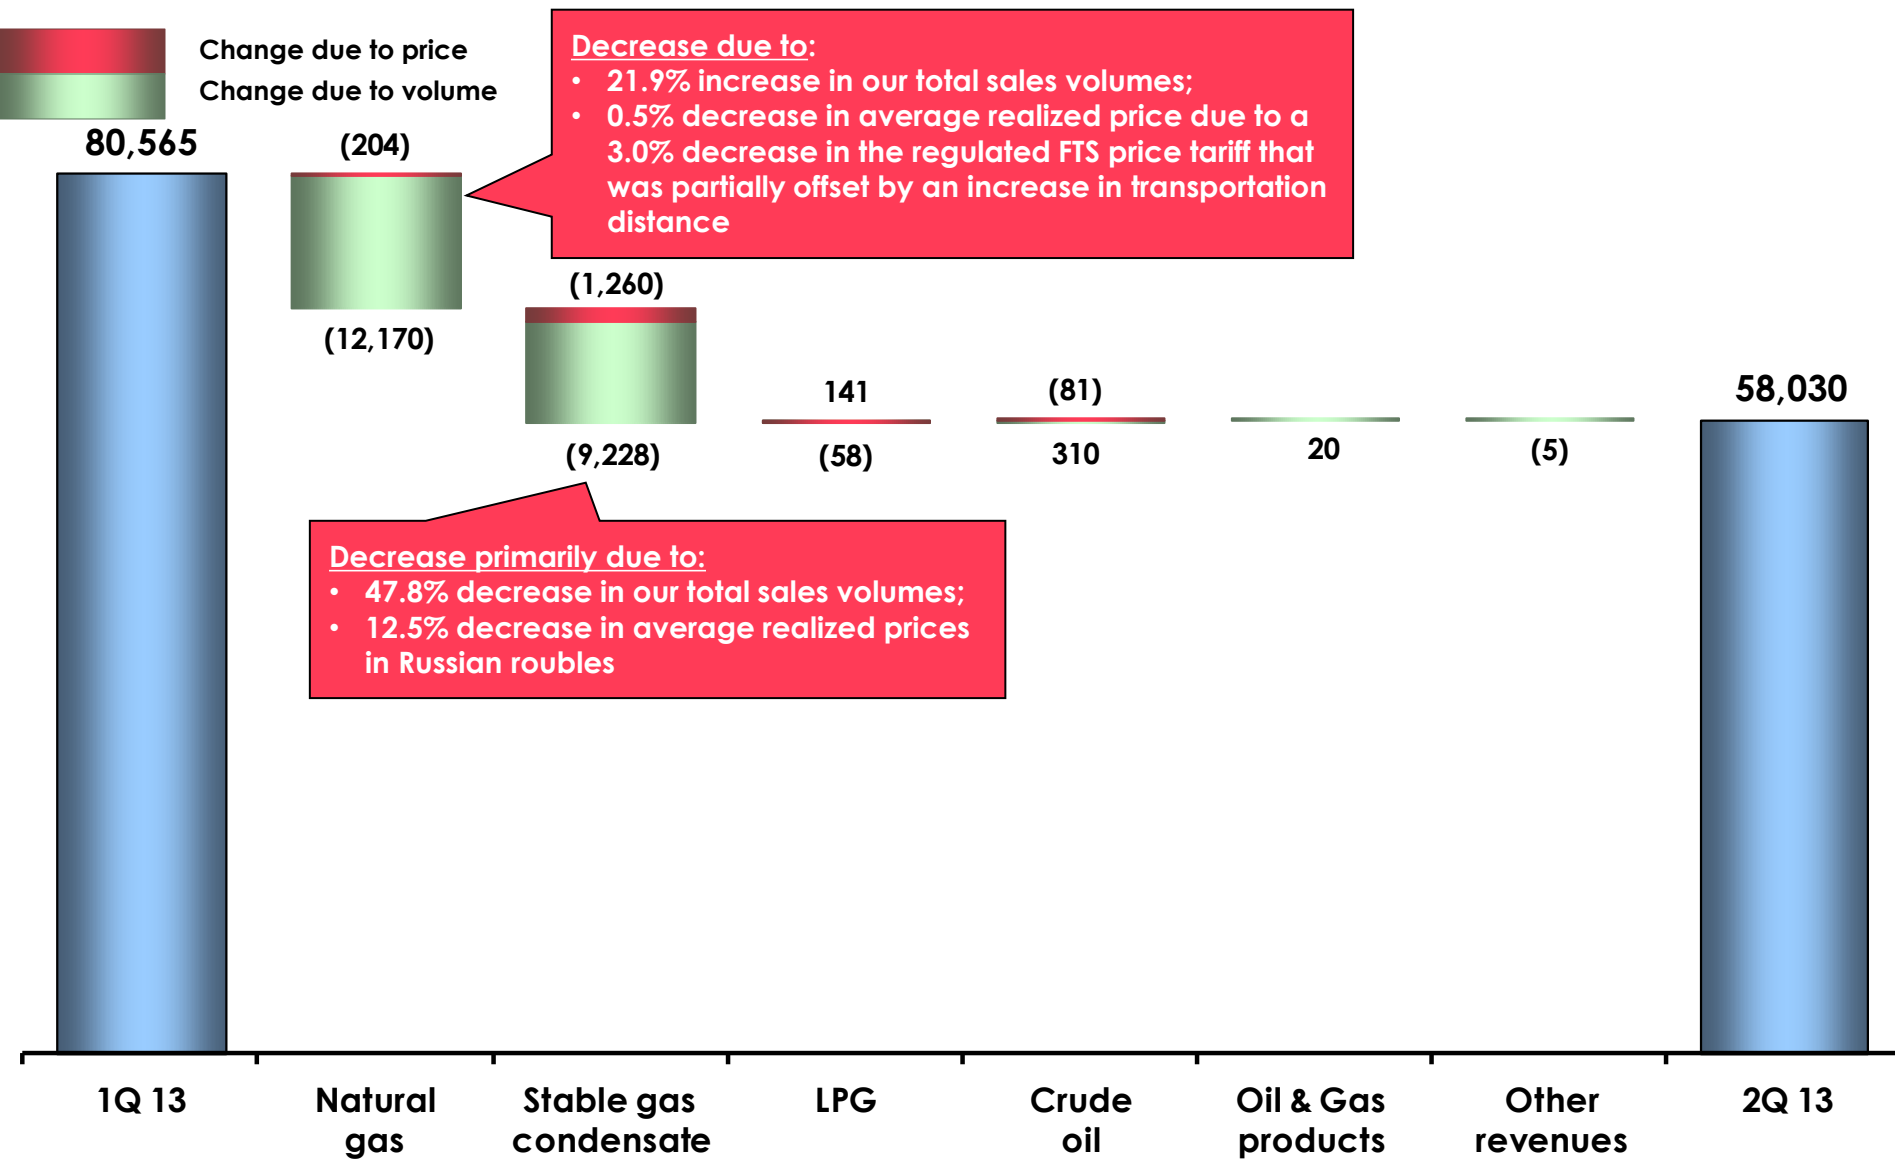 Change due to price
Change due to volume
Decrease due to:
• 21.9% increase in our total sales volumes;
• 0.5% decrease in average realized price due to a
3.0% decrease in the regulated FTS price tariff that
was partially offset by an increase in transportation
distance
80,565
(204)
(12,170)
(1,260)
(9,228)
141
(58)
(81)
310
20
(5)
58,030
Decrease primarily due to:
• 47.8% decrease in our total sales volumes;
• 12.5% decrease in average realized prices
in Russian roubles
1Q 13
Natural
gas
Stable gas
condensate
LPG
Crude
oil
Oil & Gas
products
Other
revenues
2Q 13